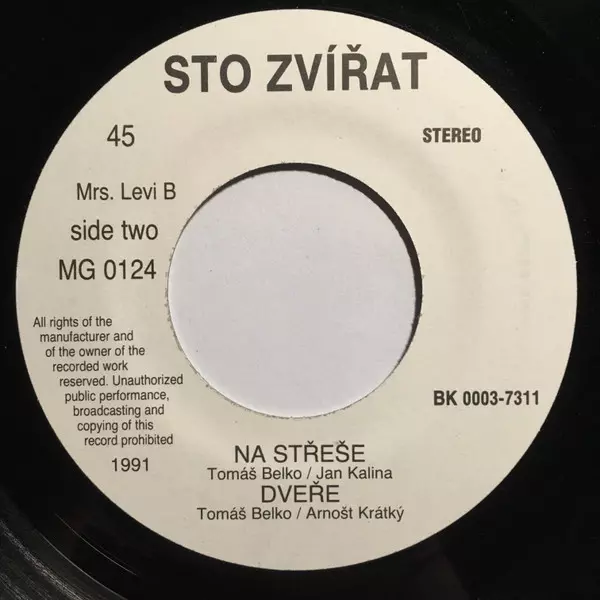 STO ZVÍŘAT
45
STEREO
Mrs. Levi B
side two
MG 0124
All rights of the
manufacturer and
of the owner of the
recorded work
reserved. Unauthorized
public performance,
broadcasting and
copying of this
record prohibited
1991
BK 0003-7311
NA STŘEŠE
Tomáš Belko / Jan Kalina
DVEŘE
Tomáš Belko / Arnošt Krátký